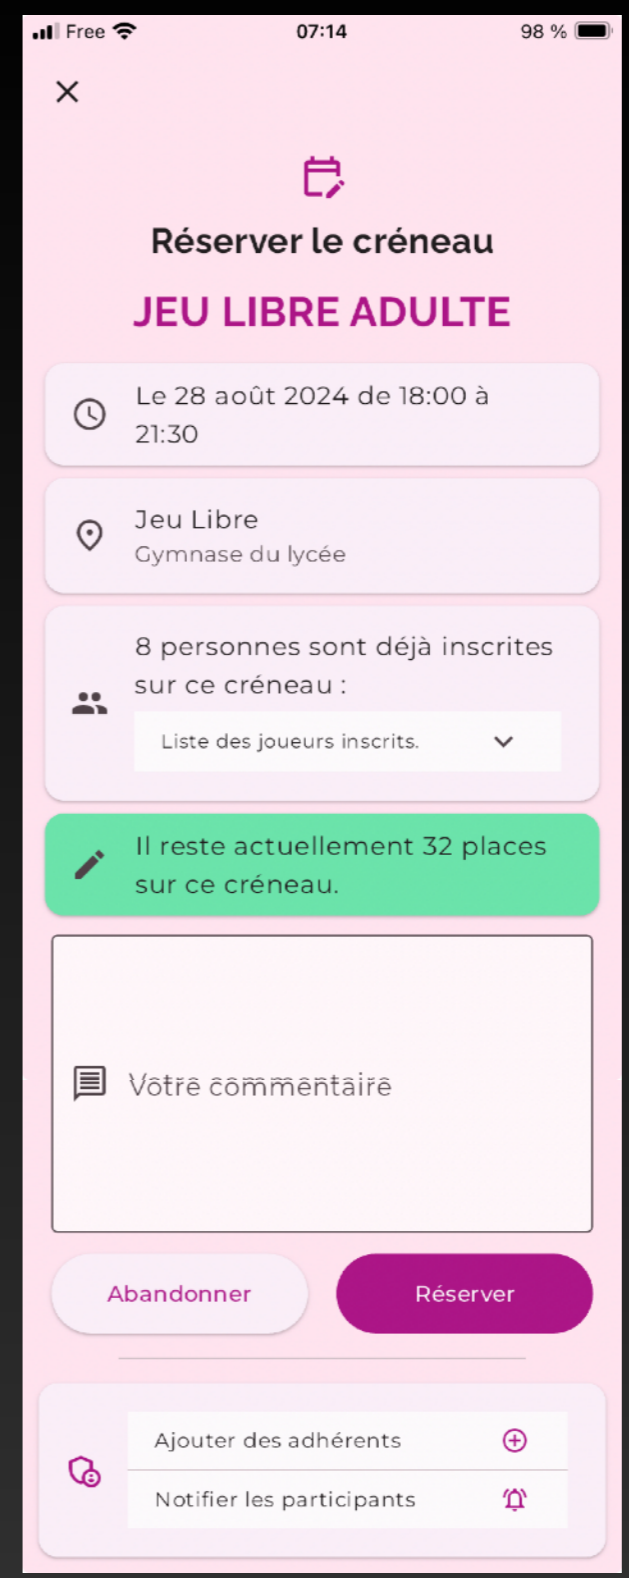 Free 07:14 98 %
Réserver le créneau
JEU LIBRE ADULTE
Le 28 août 2024 de 18:00 à
21:30
Jeu Libre
Gymnase du lycée
8 personnes sont déjà inscrites
sur ce créneau :
Liste des joueurs inscrits.
Il reste actuellement 32 places
sur ce créneau.
Votre commentaire
Abandonner
Réserver
Ajouter des adhérents
Notifier les participants